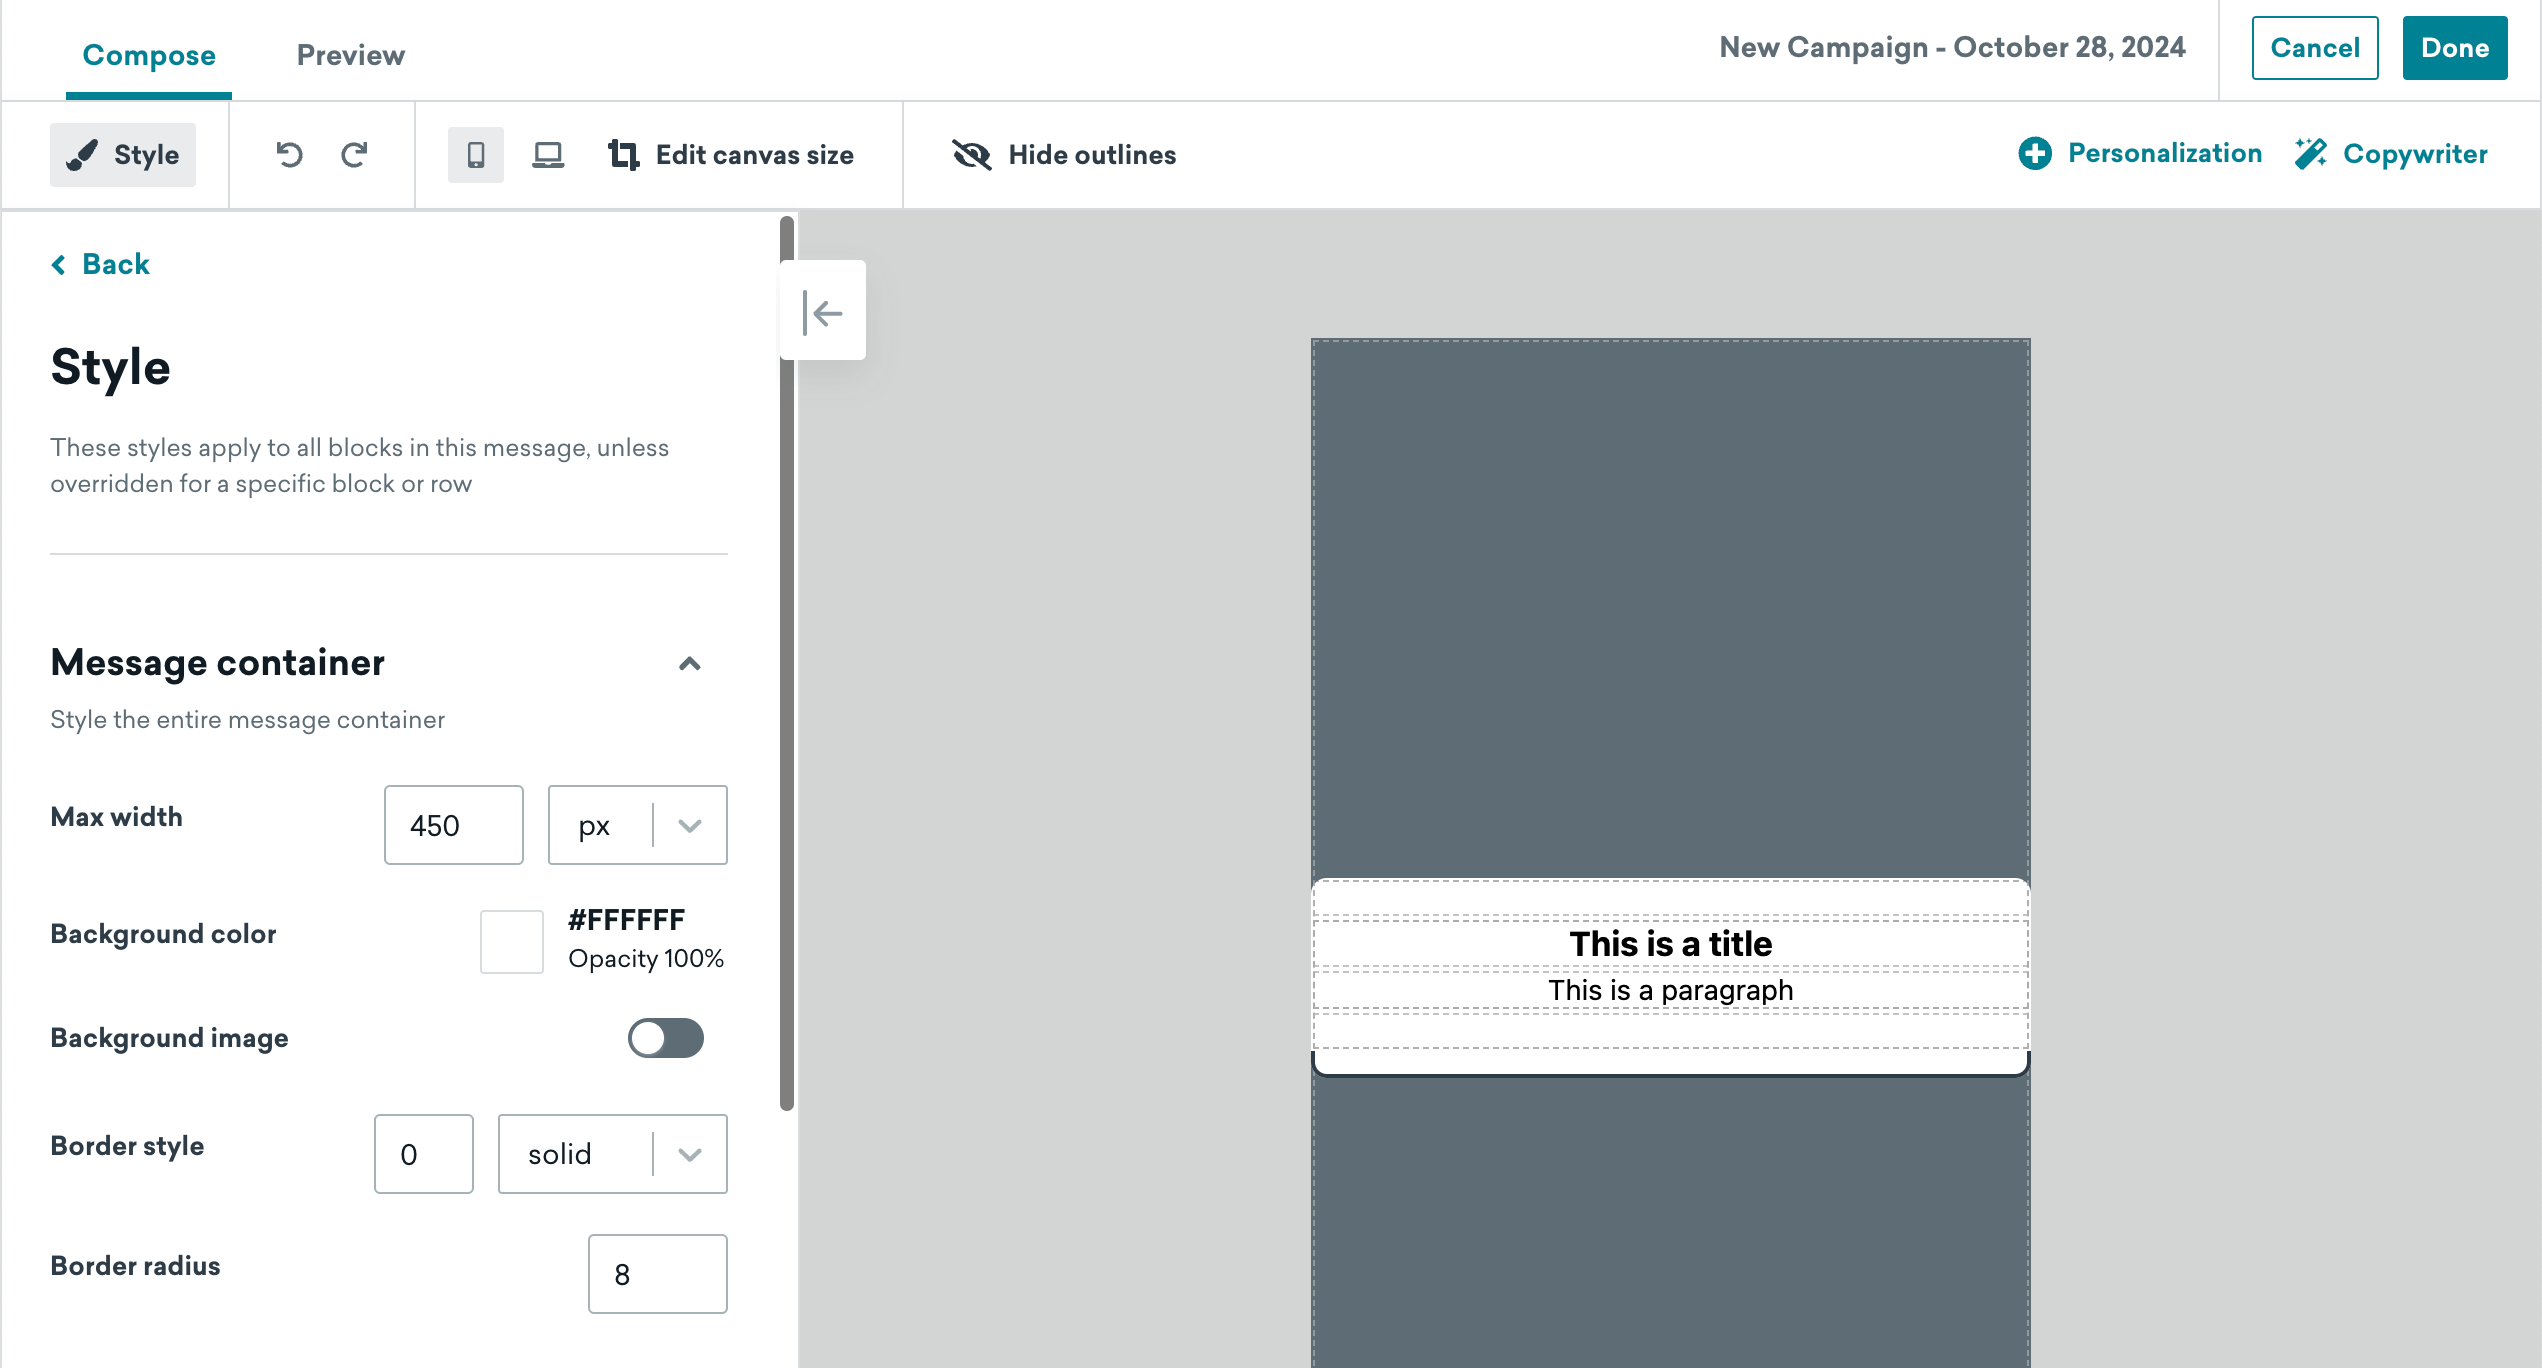 Compose
Preview
New Campaign - October 28, 2024
Cancel
Done
Style
Edit canvas size
Hide outlines
Personalization
Copywriter
Back
Style
These styles apply to all blocks in this message, unless
overridden for a specific block or row
Message container
Style the entire message container
Max width
450
px
Background color
#FFFFFF
Opacity 100%
Background image
Border style
0
solid
Border radius
8
This is a title
This is a paragraph